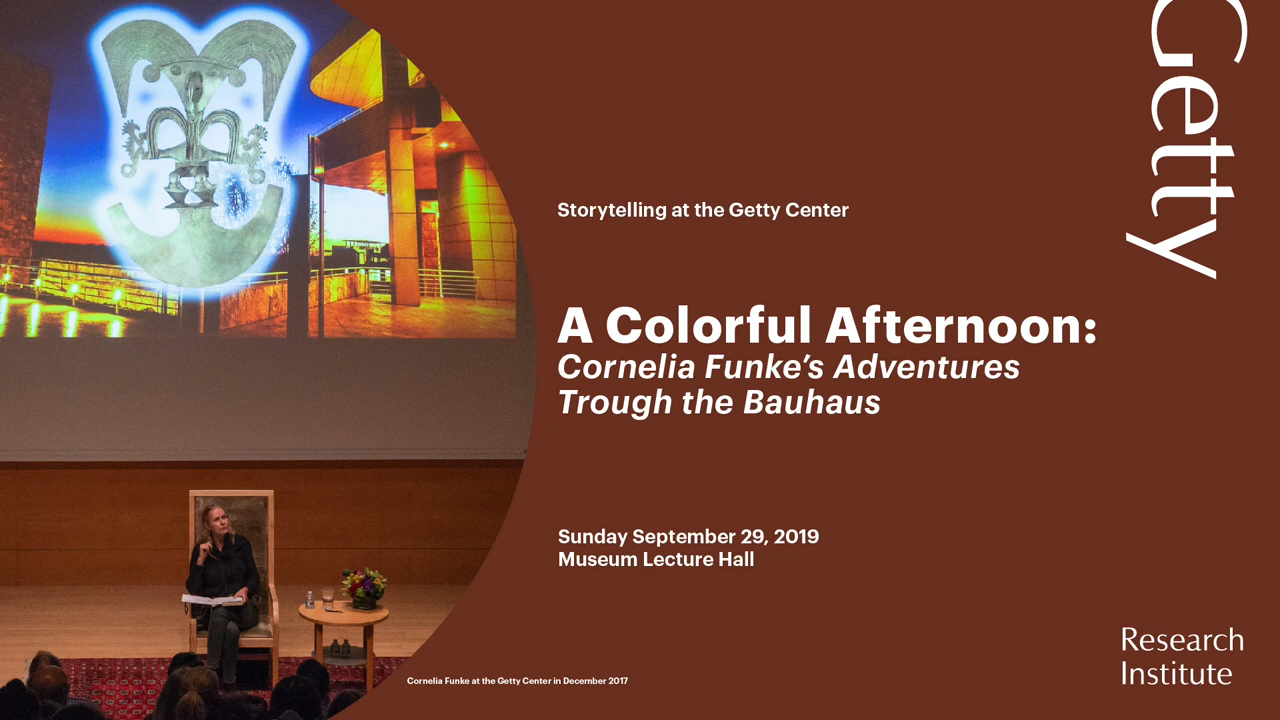 Getty
Storytelling at the Getty Center
A Colorful Afternoon:
Cornelia Funke’s Adventures
Trough the Bauhaus
Sunday September 29, 2019
Museum Lecture Hall
Research
Institute
Cornelia Funke at the Getty Center in December 2017